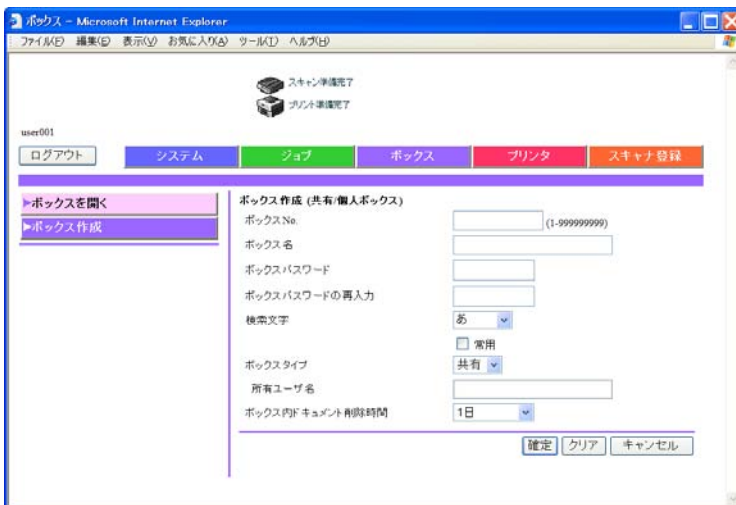 ボックス - Microsoft Internet Explorer
ファイル(F) 編集(E) 表示(V) お気に入り(A) ツール(T) ヘルプ(H)
スキャン準備完了
プリント準備完了
user001
ログアウト システム ジョブ ボックス プリンタ スキャナ登録
▶ボックスを開く
▶ボックス作成
ボックス作成 (共有/個人ボックス)
ボックスNo. (1-999999999)
ボックス名
ボックスパスワード
ボックスパスワードの再入力
検索文字 あ
常用
ボックスタイプ 共有
所有ユーザ名
ボックス内ドキュメント削除時間 1日
確定 クリア キャンセル